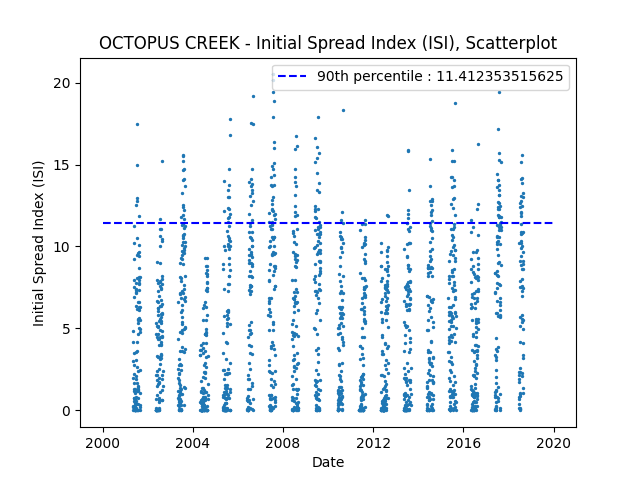 OCTOPUS CREEK - Initial Spread Index (ISI), Scatterplot
90th percentile : 11.412353515625
20
15
10
5
0
Initial Spread Index (ISI)
2000 2004 2008 2012 2016 2020
Date